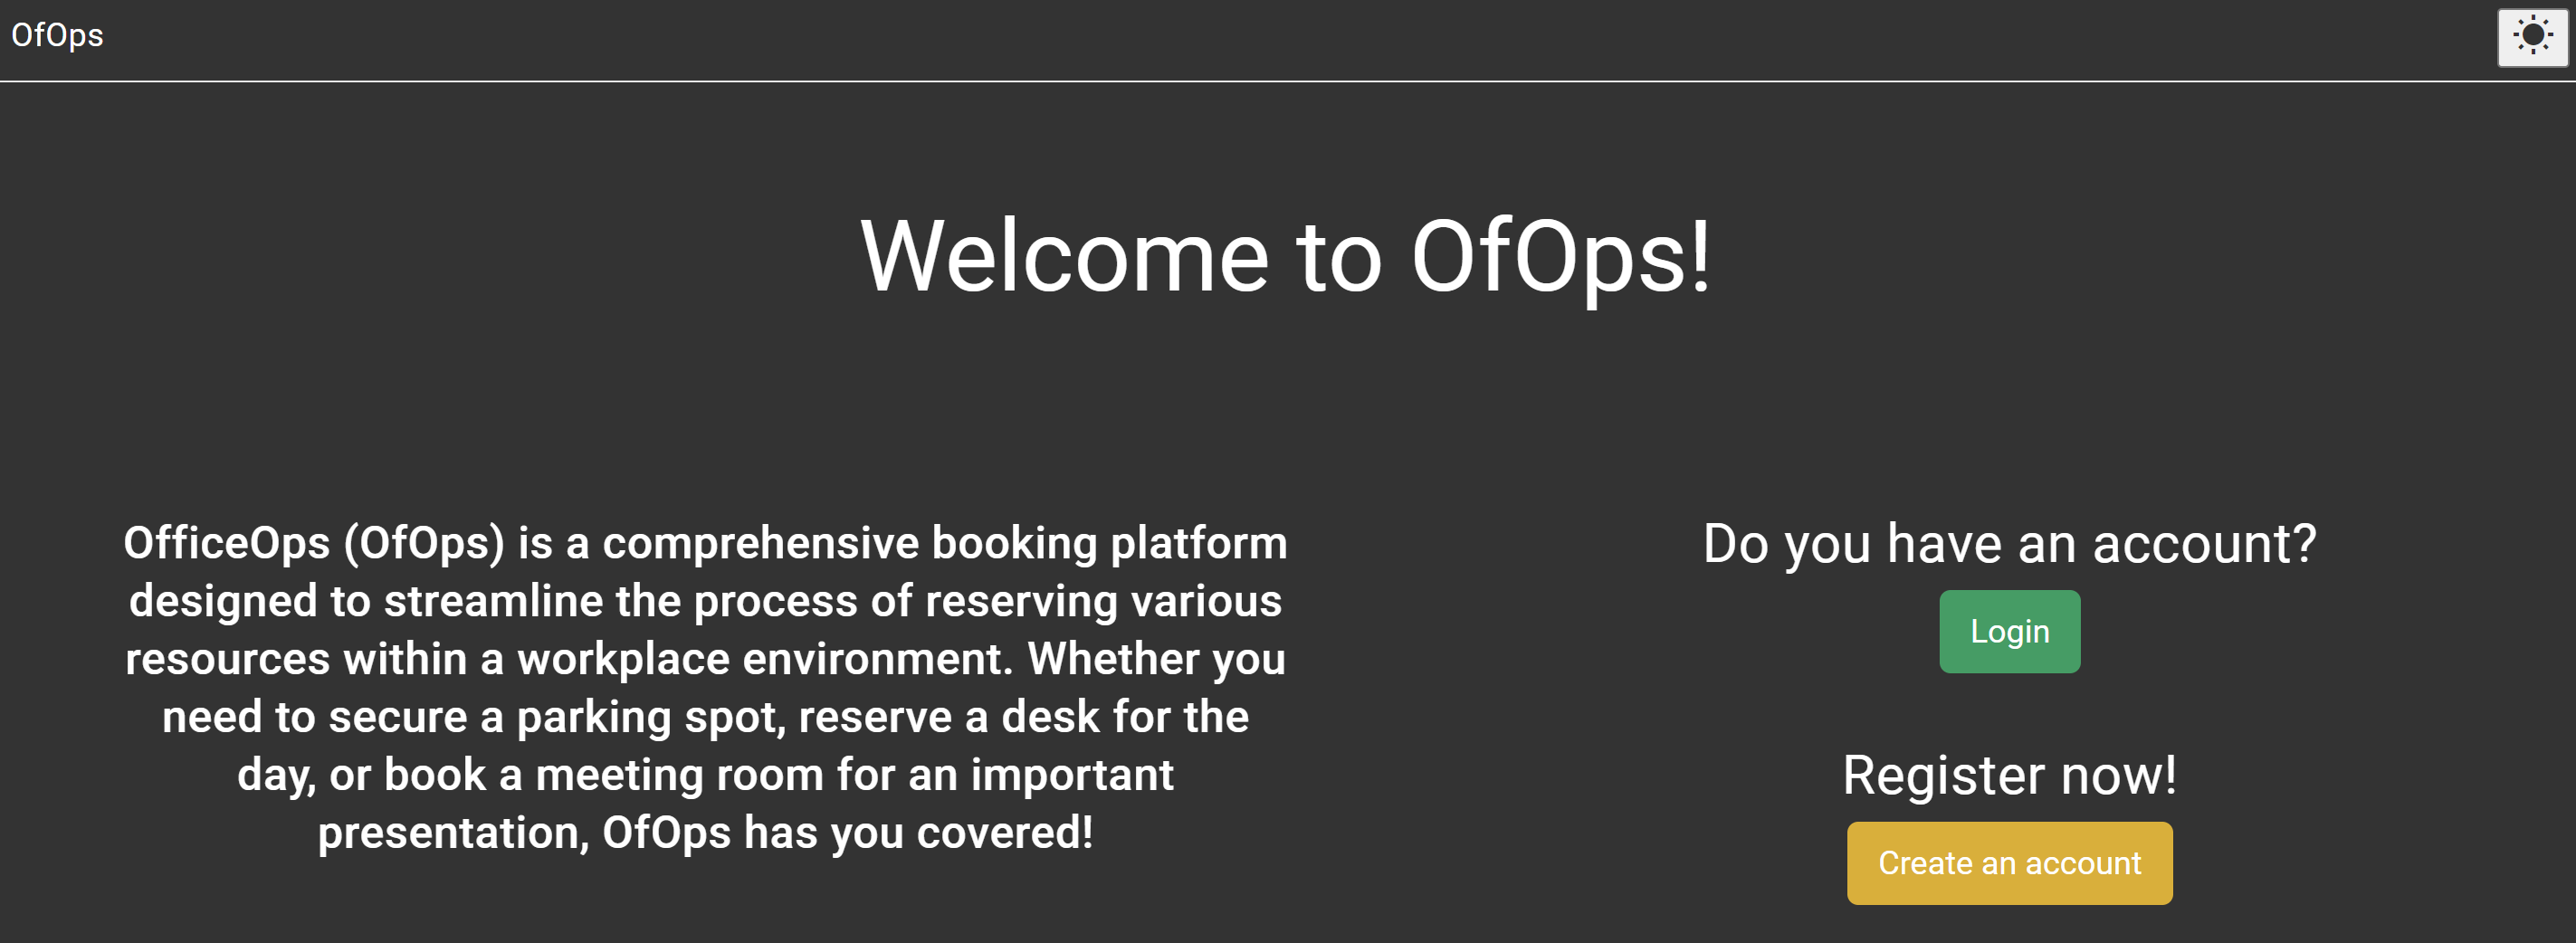 OfOps
Welcome to OfOps!
OfficeOps (OfOps) is a comprehensive booking platform
designed to streamline the process of reserving various
resources within a workplace environment. Whether you
need to secure a parking spot, reserve a desk for the
day, or book a meeting room for an important
presentation, OfOps has you covered!
Do you have an account?
Login
Register now!
Create an account